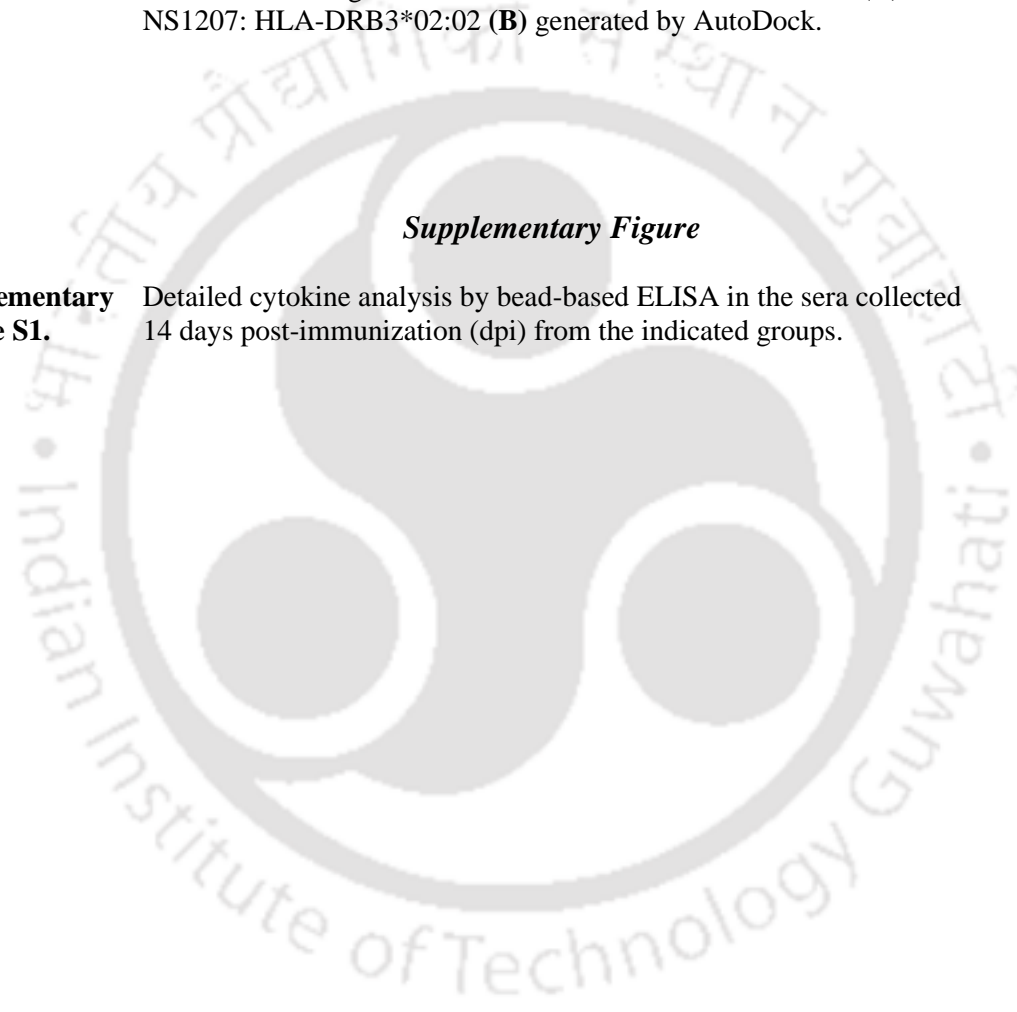 NS1207: HLA-DRB3*02:02 (B) generated by AutoDock.
Supplementary Figure
ementary Detailed cytokine analysis by bead-based ELISA in the sera collected
e S1. 14 days post-immunization (dpi) from the indicated groups.
Indian Institute of Technology Guwahati